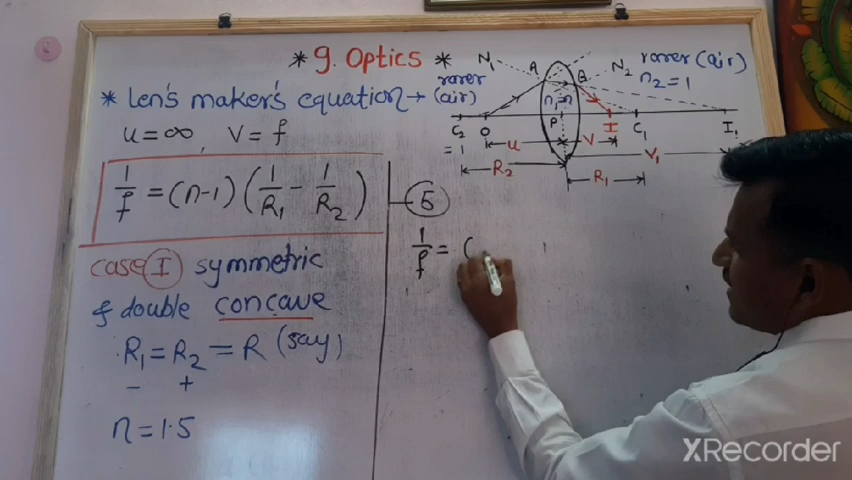 * 9. Optics *
* Len's maker's equation →
u = ∞ , v = f
1/f = (n-1) (1/R₁ - 1/R₂)
5
case I symmetric
& double concave
R₁ = R₂ = R (say)
- +
n = 1.5
1/f = (
N₁ A B N₂ rarer (air)
n₂ = 1
rarer
(air)
n₁ = n
C₂ O P I C₁ I₁
= 1
u V
V₁
R₂
R₁
XRecorder